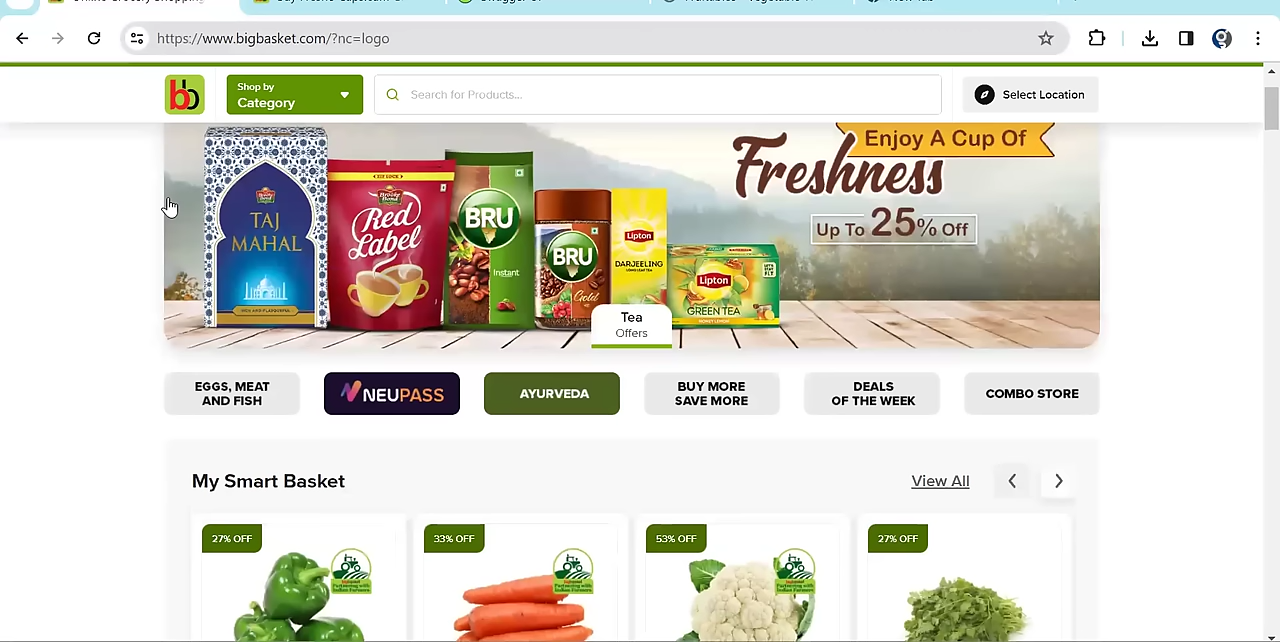 https://www.bigbasket.com/?nc=logo
bb
Shop by
Category
Search for Products...
Select Location
Enjoy A Cup Of
Freshness
Up To 25% Off
TAJ
MAHAL
Red
Label
BRU
Instant
BRU
Gold
Lipton
DARJEELING
Lipton
GREEN TEA
Tea
Offers
EGGS, MEAT
AND FISH
NEUPASS
AYURVEDA
BUY MORE
SAVE MORE
DEALS
OF THE WEEK
COMBO STORE
My Smart Basket
View All
27% OFF
33% OFF
53% OFF
27% OFF